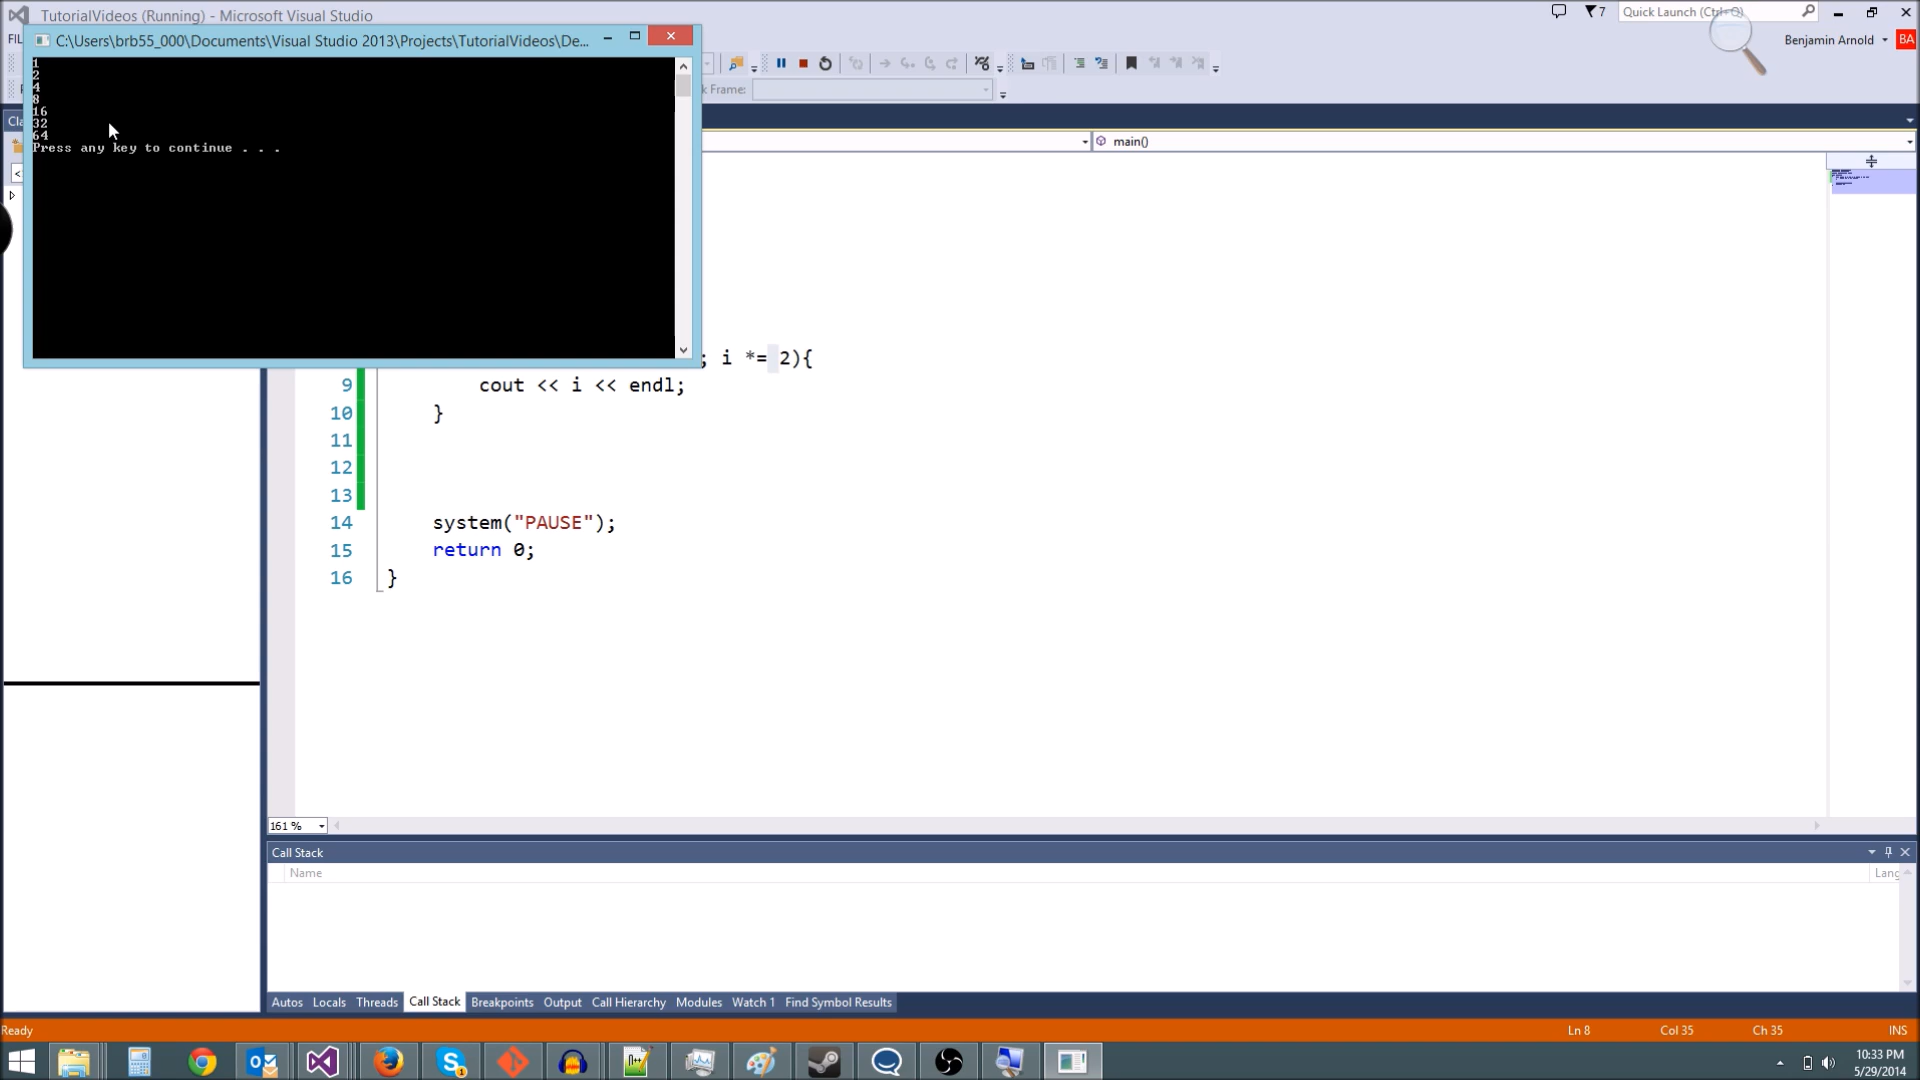 TutorialVideos (Running) - Microsoft Visual Studio
7
Quick Launch (Ctrl+Q)
C:\Users\brb55_000\Documents\Visual Studio 2013\Projects\TutorialVideos\De...
FIL
Benjamin Arnold
BA
k Frame:
1
2
4
8
16
32
64
Press any key to continue . . .
Cla
main()
; i *= 2){
9 cout << i << endl;
10 }
11
12
13
14 system("PAUSE");
15 return 0;
16 }
161 %
Call Stack
Name
Lang
Autos Locals Threads Call Stack Breakpoints Output Call Hierarchy Modules Watch 1 Find Symbol Results
Ready
Ln 8
Col 35
Ch 35
INS
10:33 PM
5/29/2014